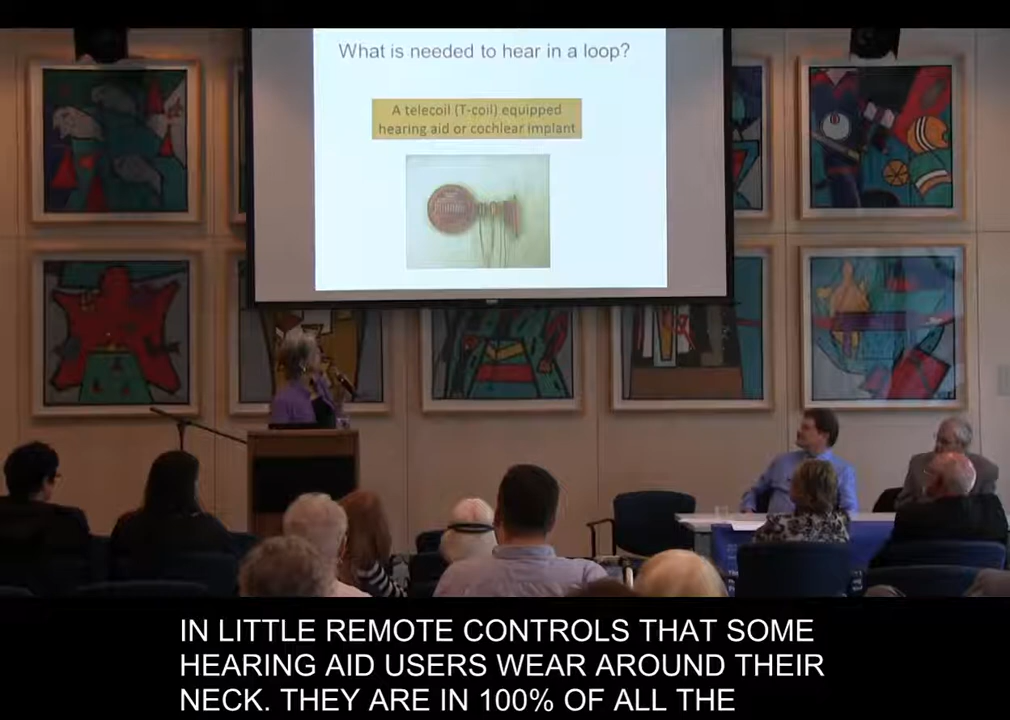 What is needed to hear in a loop?
A telecoil (T-coil) equipped
hearing aid or cochlear implant
IN LITTLE REMOTE CONTROLS THAT SOME
HEARING AID USERS WEAR AROUND THEIR
NECK. THEY ARE IN 100% OF ALL THE